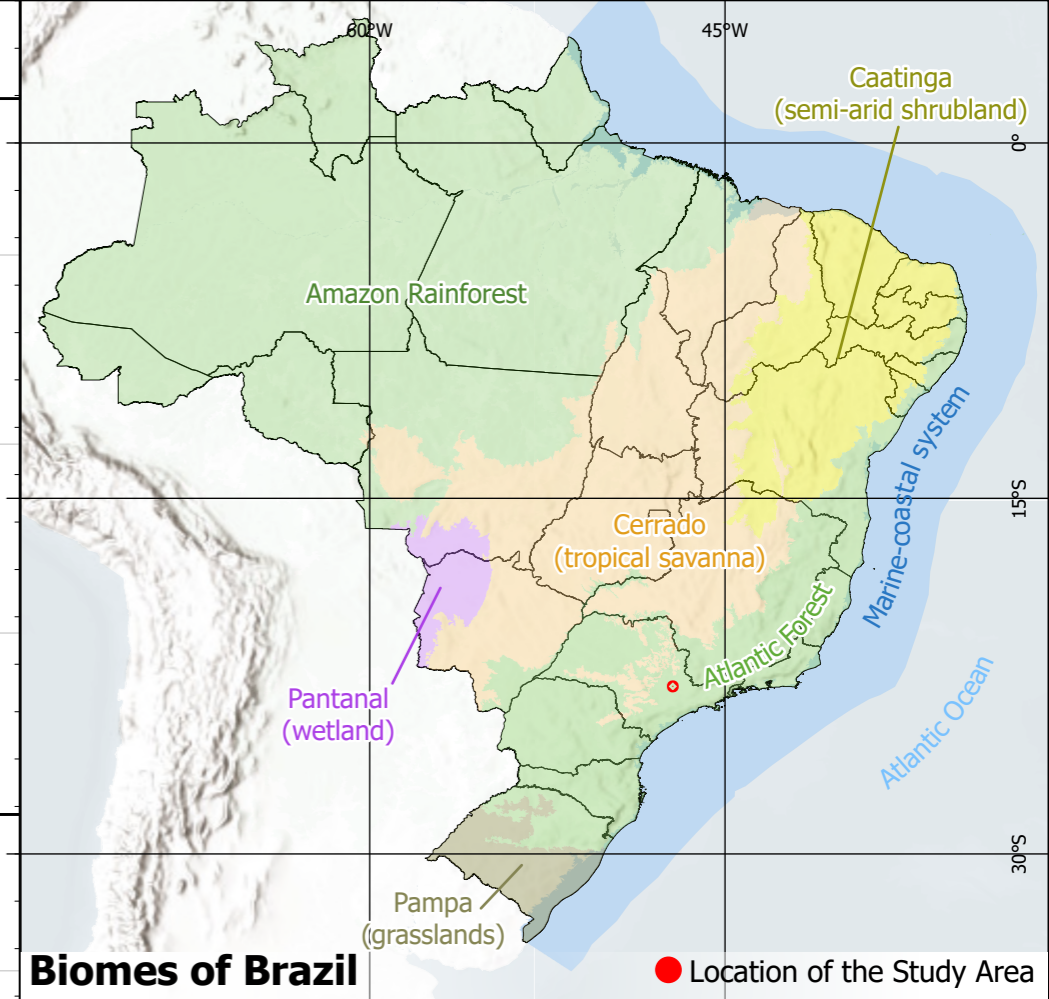 60°W
45°W
Caatinga
(semi-arid shrubland)
0°
Amazon Rainforest
Marine-coastal system
15°S
Cerrado
(tropical savanna)
Atlantic Forest
Pantanal
(wetland)
Atlantic Ocean
30°S
Pampa
(grasslands)
Biomes of Brazil
Location of the Study Area